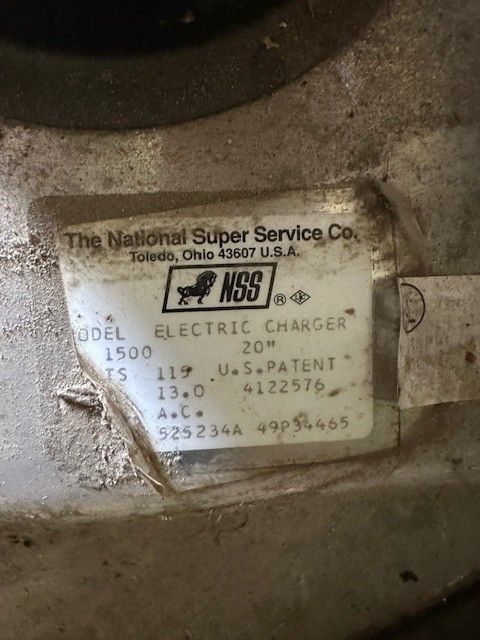 The National Super Service Co.
Toledo, Ohio 43607 U.S.A.
NSS ®
ODEL ELECTRIC CHARGER
1500 20"
TS 115 U.S.PATENT
13.0 4122576
A.C.
525234A 49P34465